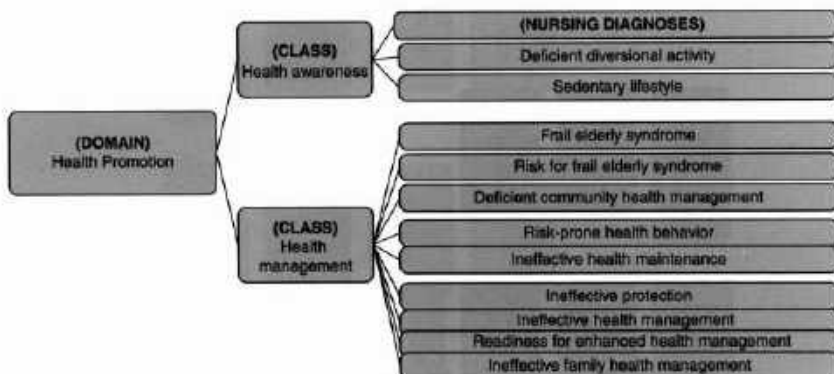 (DOMAIN)
Health Promotion
(CLASS)
Health awareness
(NURSING DIAGNOSES)
Deficient diversional activity
Sedentary lifestyle
(CLASS)
Health
management
Frail elderly syndrome
Risk for frail elderly syndrome
Deficient community health management
Risk-prone health behavior
Ineffective health maintenance
Ineffective protection
Ineffective health management
Readiness for enhanced health management
Ineffective family health management